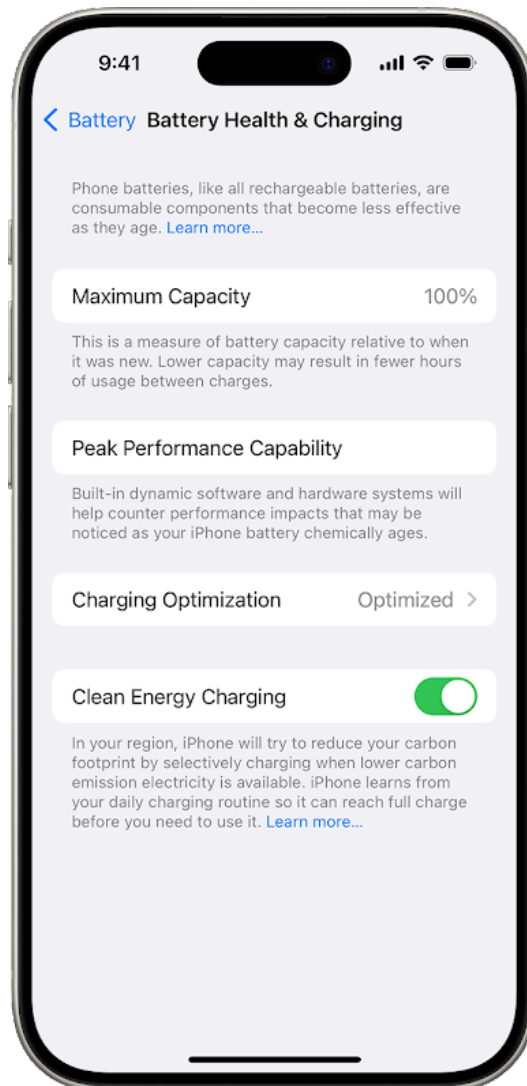 9:41
Battery Battery Health & Charging
Phone batteries, like all rechargeable batteries, are
consumable components that become less effective
as they age. Learn more...
Maximum Capacity 100%
This is a measure of battery capacity relative to when
it was new. Lower capacity may result in fewer hours
of usage between charges.
Peak Performance Capability
Built-in dynamic software and hardware systems will
help counter performance impacts that may be
noticed as your iPhone battery chemically ages.
Charging Optimization Optimized
Clean Energy Charging
In your region, iPhone will try to reduce your carbon
footprint by selectively charging when lower carbon
emission electricity is available. iPhone learns from
your daily charging routine so it can reach full charge
before you need to use it. Learn more...